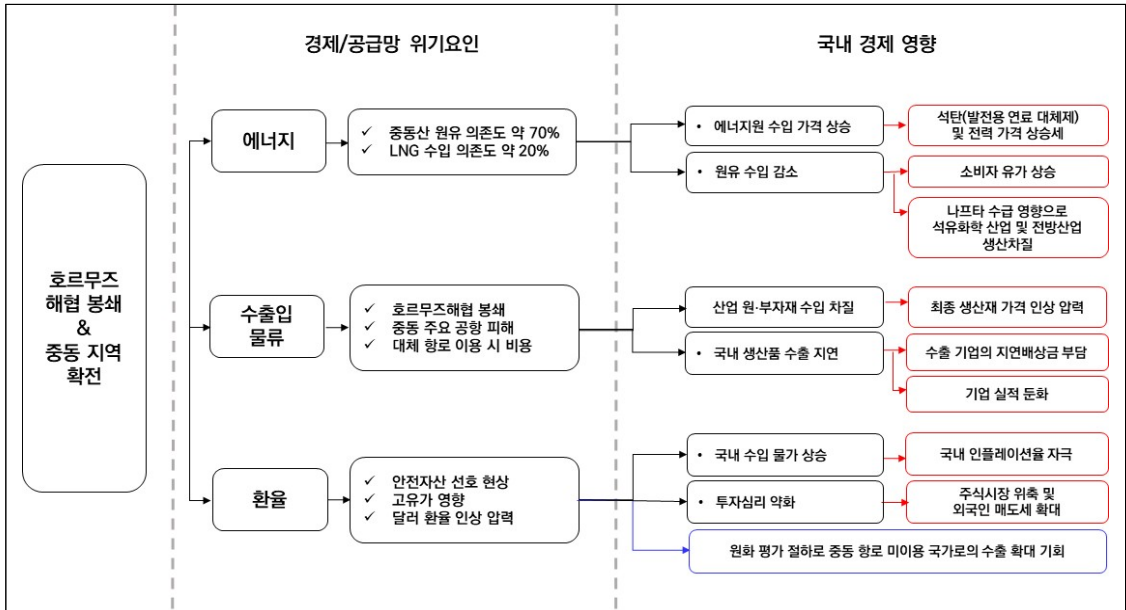 경제/공급망 위기요인
국내 경제 영향
호르무즈
해협 봉쇄
&
중동 지역
확전
에너지
✓ 중동산 원유 의존도 약 70%
✓ LNG 수입 의존도 약 20%
• 에너지원 수입 가격 상승
석탄(발전용 연료 대체제)
및 전력 가격 상승세
• 원유 수입 감소
소비자 유가 상승
나프타 수급 영향으로
석유화학 산업 및 전방산업
생산차질
수출입
물류
✓ 호르무즈해협 봉쇄
✓ 중동 주요 공항 피해
✓ 대체 항로 이용 시 비용
• 산업 원·부자재 수입 차질
최종 생산재 가격 인상 압력
• 국내 생산품 수출 지연
수출 기업의 지연배상금 부담
기업 실적 둔화
환율
✓ 안전자산 선호 현상
✓ 고유가 영향
✓ 달러 환율 인상 압력
• 국내 수입 물가 상승
국내 인플레이션율 자극
• 투자심리 약화
주식시장 위축 및
외국인 매도세 확대
원화 평가 절하로 중동 항로 미이용 국가로의 수출 확대 기회